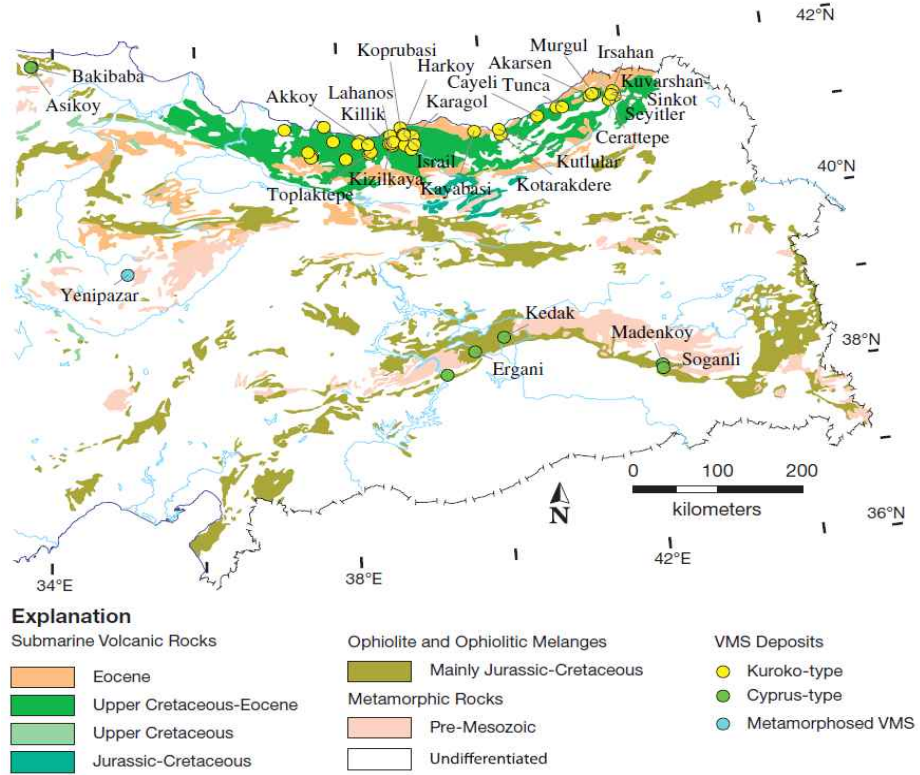 42°N
Koprubasi
Murgul
Irsahan
Harkoy
Akarsen
Bakibaba
Lahanos
Cayeli
Tunca
Kuvarshan
Asikoy
Akkoy
Killik
Karagol
Sinkot
Seyitler
Cerattepe
Israil
Kutlular
Kizilkaya
Kayabasi
Kotarakdere
40°N
Toplaktepe
Yenipazar
Kedak
Madenkoy
38°N
Ergani
Soganli
0 100 200
kilometers
N
36°N
34°E
38°E
42°E
Explanation
Submarine Volcanic Rocks
Eocene
Upper Cretaceous-Eocene
Upper Cretaceous
Jurassic-Cretaceous
Ophiolite and Ophiolitic Melanges
Mainly Jurassic-Cretaceous
Metamorphic Rocks
Pre-Mesozoic
Undifferentiated
VMS Deposits
Kuroko-type
Cyprus-type
Metamorphosed VMS